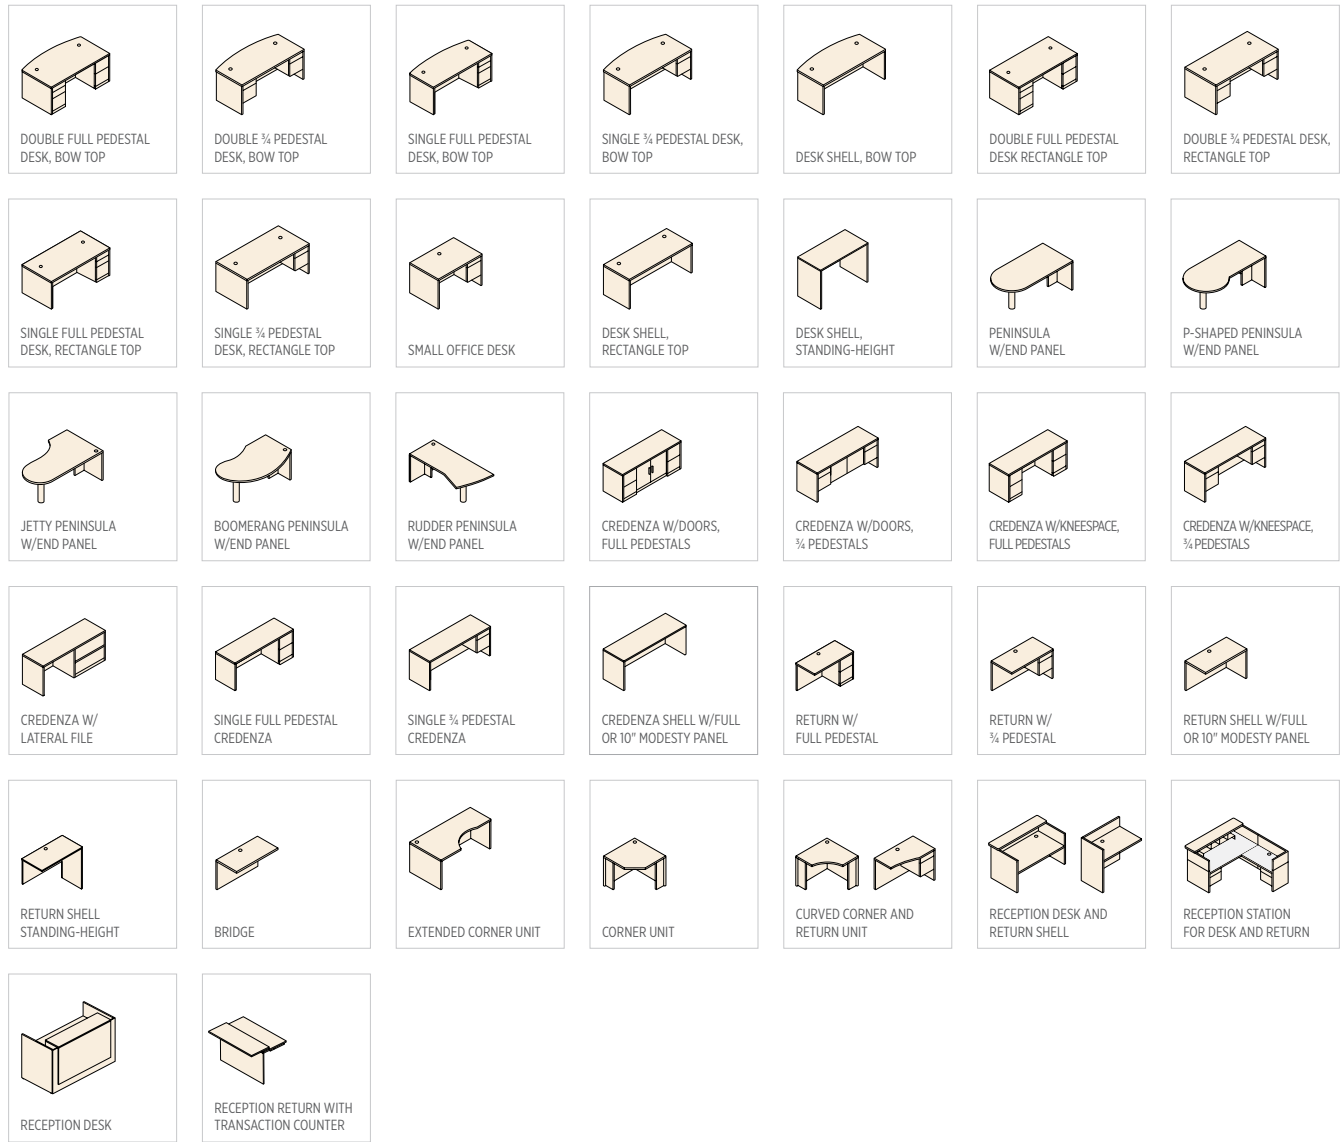 DOUBLE FULL PEDESTAL
DESK, BOW TOP
DOUBLE ¾ PEDESTAL
DESK, BOW TOP
SINGLE FULL PEDESTAL
DESK, BOW TOP
SINGLE ¾ PEDESTAL DESK,
BOW TOP
DESK SHELL, BOW TOP
DOUBLE FULL PEDESTAL
DESK RECTANGLE TOP
DOUBLE ¾ PEDESTAL DESK,
RECTANGLE TOP
SINGLE FULL PEDESTAL
DESK, RECTANGLE TOP
SINGLE ¾ PEDESTAL
DESK, RECTANGLE TOP
SMALL OFFICE DESK
DESK SHELL,
RECTANGLE TOP
DESK SHELL,
STANDING-HEIGHT
PENINSULA
W/END PANEL
P-SHAPED PENINSULA
W/END PANEL
JETTY PENINSULA
W/END PANEL
BOOMERANG PENINSULA
W/END PANEL
RUDDER PENINSULA
W/END PANEL
CREDENZA W/DOORS,
FULL PEDESTALS
CREDENZA W/DOORS,
¾ PEDESTALS
CREDENZA W/KNEESPACE,
FULL PEDESTALS
CREDENZA W/KNEESPACE,
¾ PEDESTALS
CREDENZA W/
LATERAL FILE
SINGLE FULL PEDESTAL
CREDENZA
SINGLE ¾ PEDESTAL
CREDENZA
CREDENZA SHELL W/FULL
OR 10" MODESTY PANEL
RETURN W/
FULL PEDESTAL
RETURN W/
¾ PEDESTAL
RETURN SHELL W/FULL
OR 10" MODESTY PANEL
RETURN SHELL
STANDING-HEIGHT
BRIDGE
EXTENDED CORNER UNIT
CORNER UNIT
CURVED CORNER AND
RETURN UNIT
RECEPTION DESK AND
RETURN SHELL
RECEPTION STATION
FOR DESK AND RETURN
RECEPTION DESK
RECEPTION RETURN WITH
TRANSACTION COUNTER